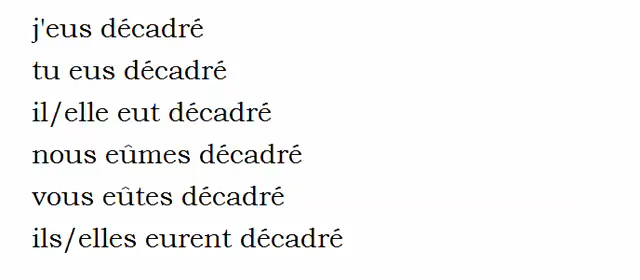 j'eus décadré
tu eus décadré
il/elle eut décadré
nous eûmes décadré
vous eûtes décadré
ils/elles eurent décadré